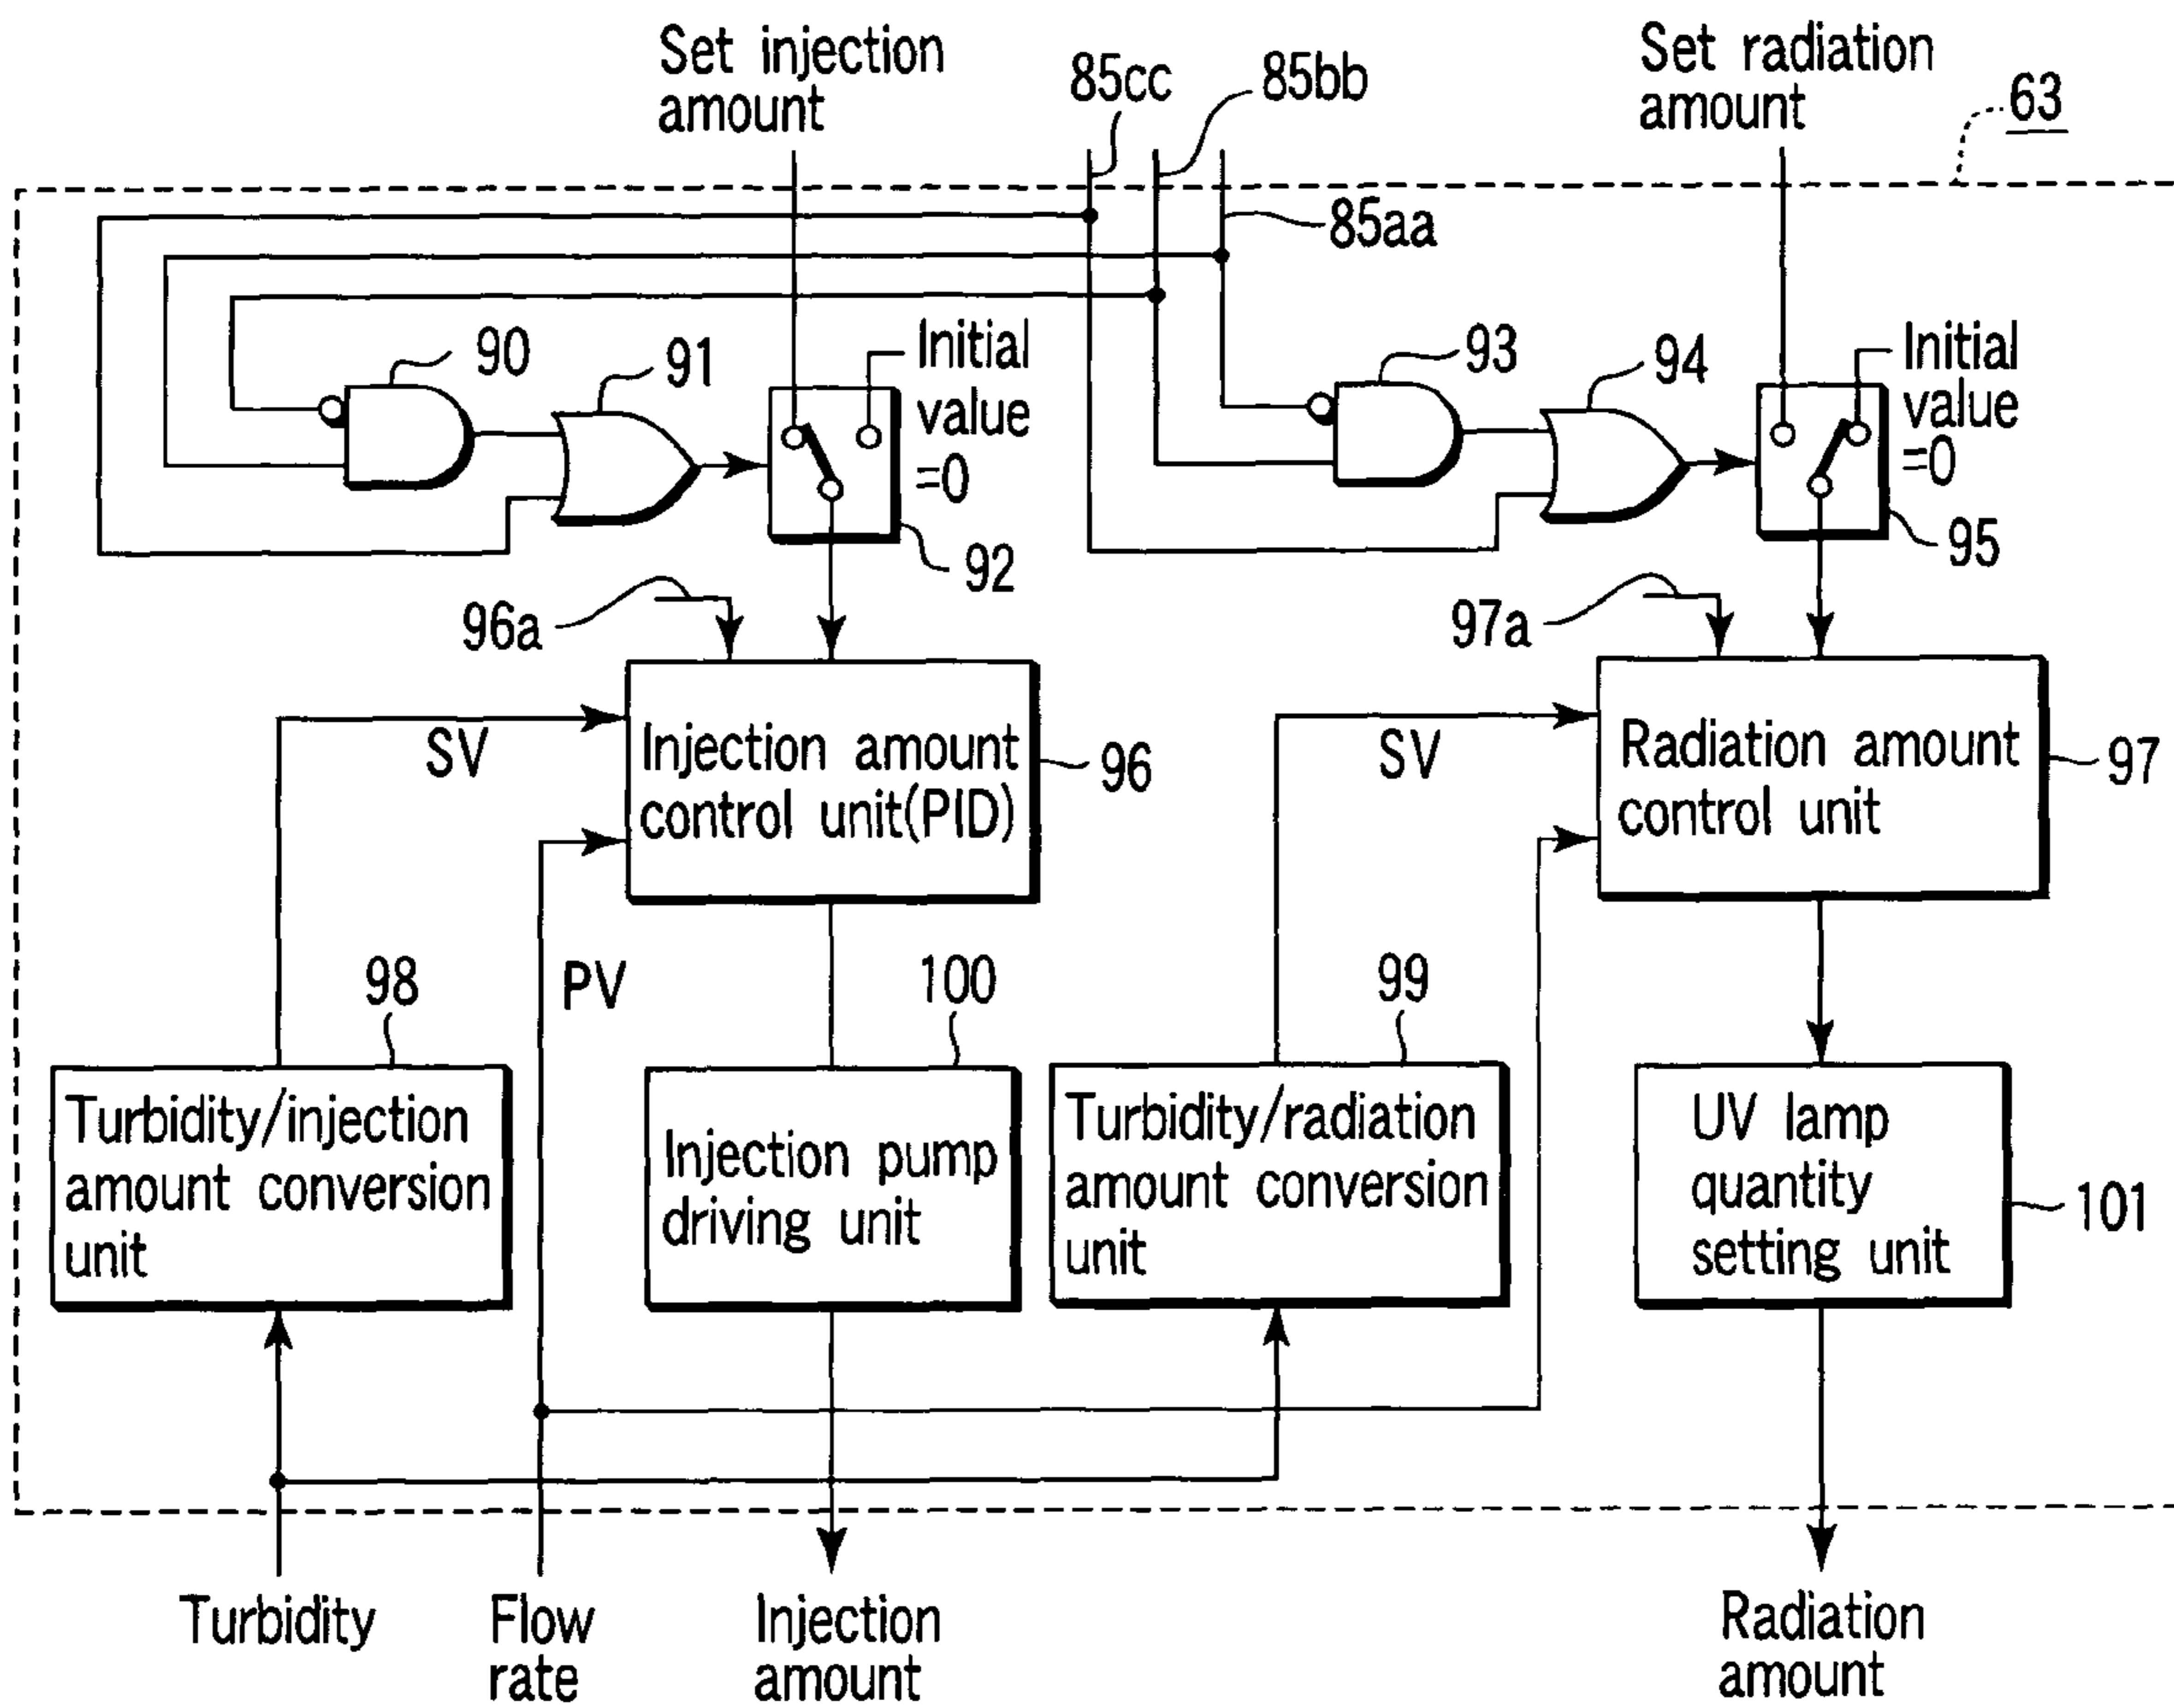 Set injection
amount
85cc
85bb
Set radiation
amount
63
85aa
90
91
Initial
value
=0
92
93
94
Initial
value
=0
95
96a
97a
SV
Injection amount
control unit(PID)
96
SV
Radiation amount
control unit
97
98
PV
100
99
Turbidity/injection
amount conversion
unit
Injection pump
driving unit
Turbidity/radiation
amount conversion
unit
UV lamp
quantity
setting unit
101
Turbidity
Flow
rate
Injection
amount
Radiation
amount